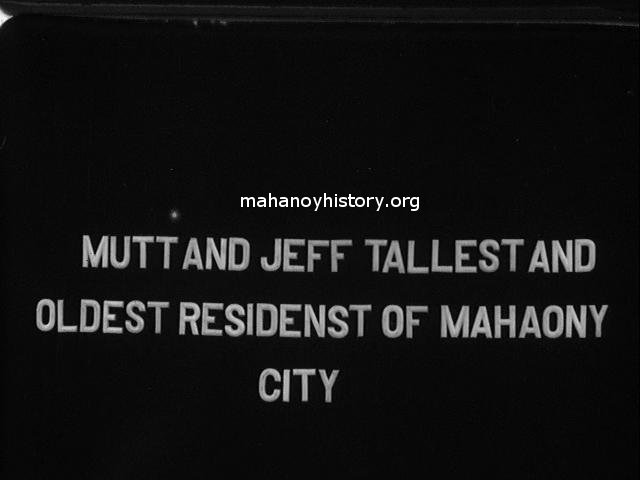 mahanoyhistory.org
MUTT AND JEFF TALLEST AND
OLDEST RESIDENST OF MAHAONY
CITY